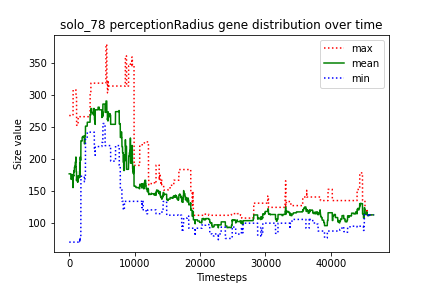 solo_78 perceptionRadius gene distribution over time
max
mean
min
350
300
250
200
150
100
Size value
0
10000
20000
30000
40000
Timesteps